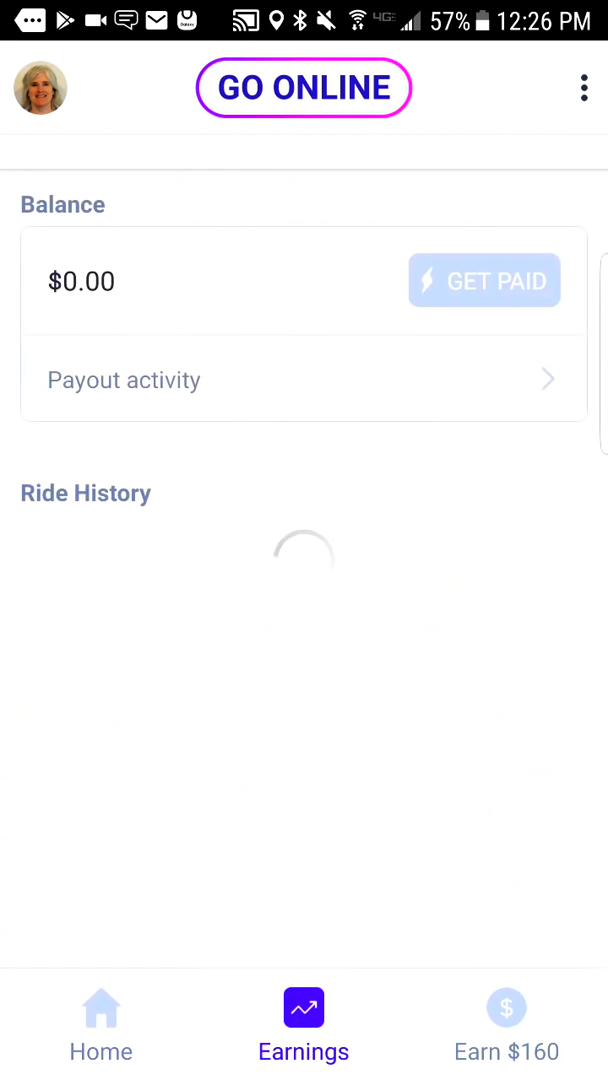 57% 12:26 PM
GO ONLINE
Balance
$0.00
GET PAID
Payout activity
Ride History
Home
Earnings
Earn $160